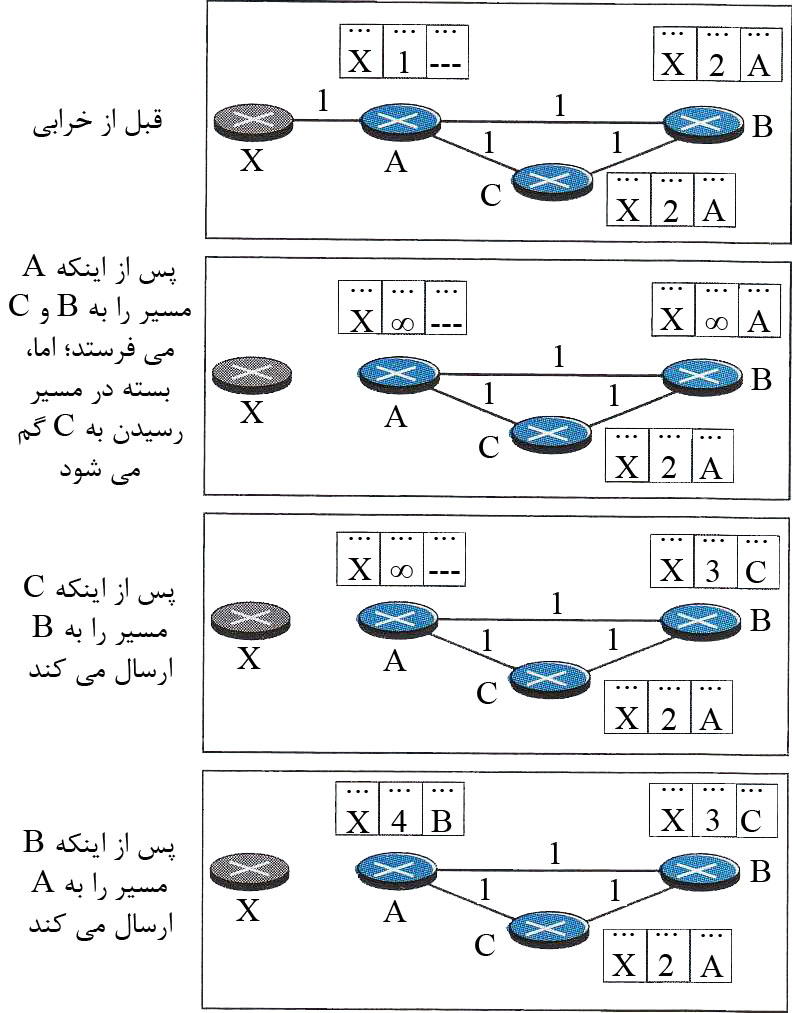 قبل از خرابی
... ... ...
X 1 ---
... ... ...
X 2 A
1
1
1
1
X
A
B
C
... ... ...
X 2 A
پس از اینکه A
مسیر را به B و C
می فرستد؛ اما،
بسته در مسیر
رسیدن به C گم
می شود
... ... ...
X ∞ ---
... ... ...
X ∞ A
1
1
1
X
A
B
C
... ... ...
X 2 A
پس از اینکه C
مسیر را به B
ارسال می کند
... ... ...
X ∞ ---
... ... ...
X 3 C
1
1
1
X
A
B
C
... ... ...
X 2 A
پس از اینکه B
مسیر را به A
ارسال می کند
... ... ...
X 4 B
... ... ...
X 3 C
1
1
1
X
A
B
C
... ... ...
X 2 A